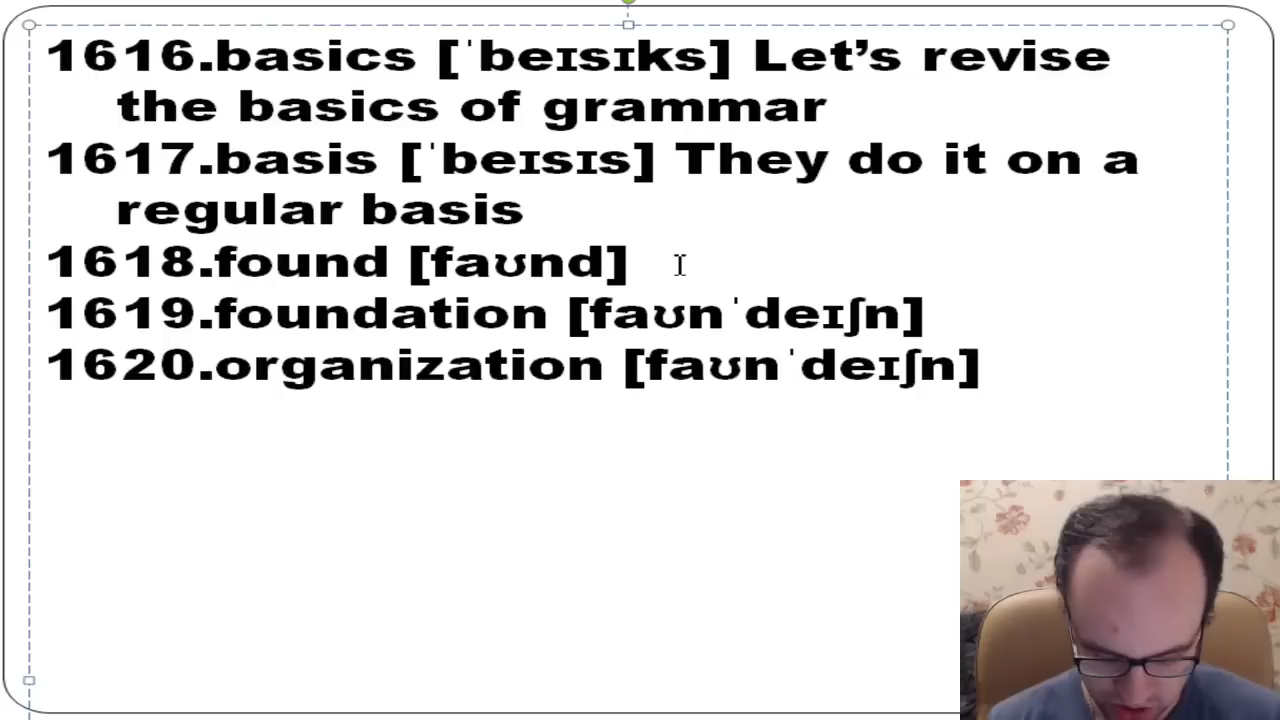 1616.basics [ˈbeɪsɪks] Let’s revise
the basics of grammar
1617.basis [ˈbeɪsɪs] They do it on a
regular basis
1618.found [faʊnd]
1619.foundation [faʊnˈdeɪʃn]
1620.organization [faʊnˈdeɪʃn]